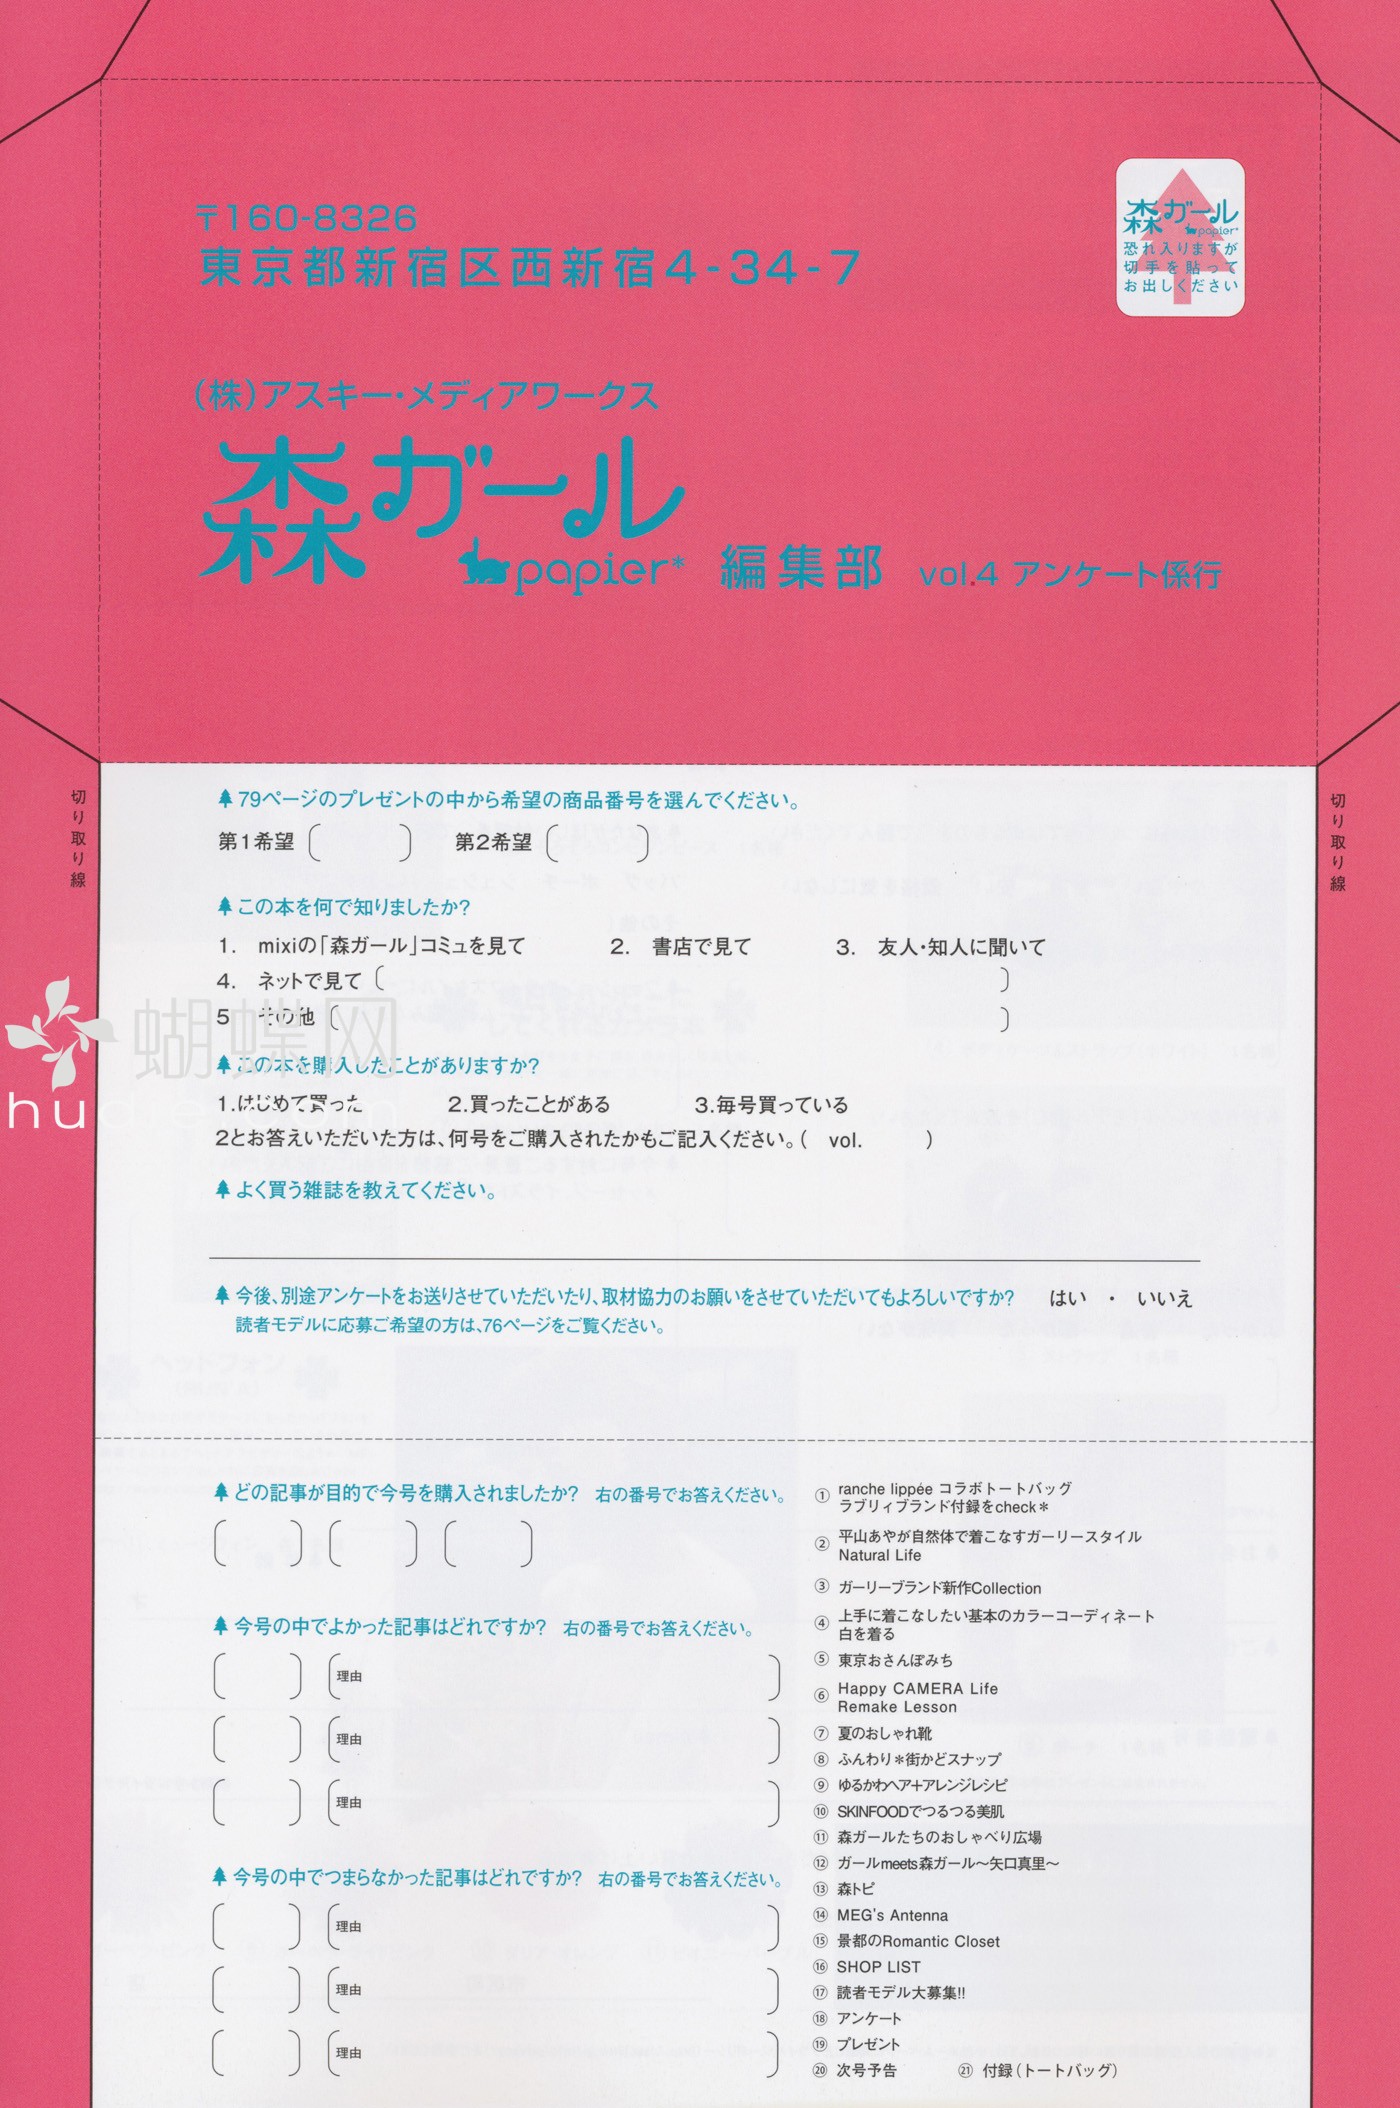 〒160-8326
東京都新宿区西新宿4-34-7
森ガール
papier*
恐れ入りますが
切手を貼って
お出しください
（株）アスキー・メディアワークス
森ガール
papier* 編集部 vol.4 アンケート係行
切り取り線
切り取り線
79ページのプレゼントの中から希望の商品番号を選んでください。
第1希望〔　　〕 第2希望〔　　〕
この本を何で知りましたか？
1. mixiの「森ガール」コミュを見て 2. 書店で見て 3. 友人・知人に聞いて
4. ネットで見て〔　　〕
5 その他〔　　〕
この本を購入したことがありますか？
1.はじめて買った 2.買ったことがある 3.毎号買っている
2とお答えいただいた方は、何号をご購入されたかもご記入ください。（ vol.　　）
よく買う雑誌を教えてください。
今後、別途アンケートをお送りさせていただいたり、取材協力のお願いをさせていただいてもよろしいですか？ はい ・ いいえ
読者モデルに応募ご希望の方は、76ページをご覧ください。
蝴蝶网
どの記事が目的で今号を購入されましたか？ 右の番号でお答えください。
〔　　〕〔　　〕〔　　〕
今号の中でよかった記事はどれですか？ 右の番号でお答えください。
〔　　〕〔理由　　〕
〔　　〕〔理由　　〕
〔　　〕〔理由　　〕
今号の中でつまらなかった記事はどれですか？ 右の番号でお答えください。
〔　　〕〔理由　　〕
〔　　〕〔理由　　〕
〔　　〕〔理由　　〕
① ranche lippée コラボトートバッグ
ラブリィブランド付録をcheck＊
② 平山あやが自然体で着こなすガーリースタイル
Natural Life
③ ガーリーブランド新作Collection
④ 上手に着こなしたい基本のカラーコーディネート
白を着る
⑤ 東京おさんぽみち
⑥ Happy CAMERA Life
Remake Lesson
⑦ 夏のおしゃれ靴
⑧ ふんわり＊街かどスナップ
⑨ ゆるかわヘア＋アレンジレシピ
⑩ SKINFOODでつるつる美肌
⑪ 森ガールたちのおしゃべり広場
⑫ ガールmeets森ガール〜矢口真里〜
⑬ 森トピ
⑭ MEG's Antenna
⑮ 景都のRomantic Closet
⑯ SHOP LIST
⑰ 読者モデル大募集!!
⑱ アンケート
⑲ プレゼント
⑳ 次号予告 ㉑ 付録（トートバッグ）